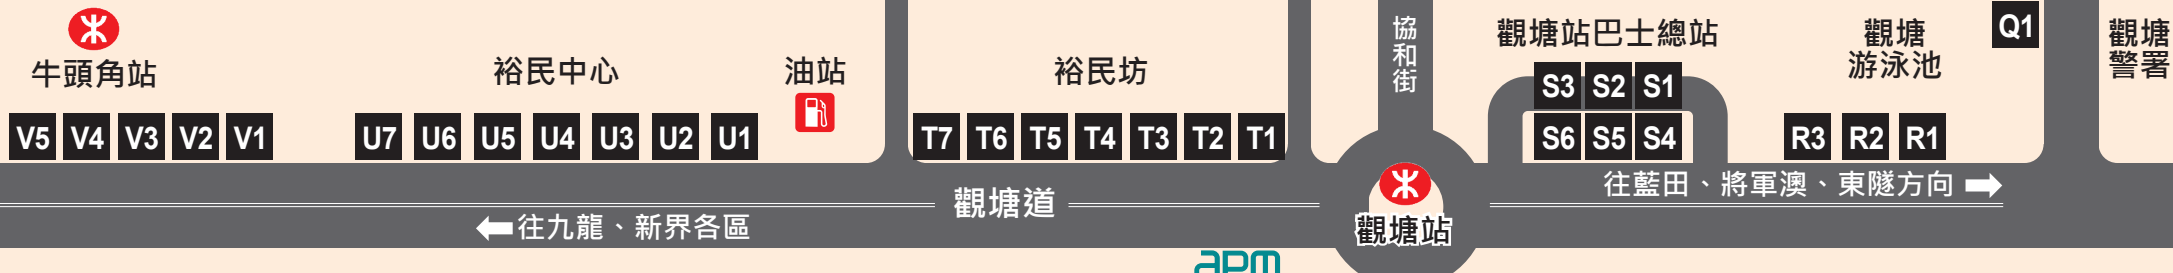 牛頭角站
V5 V4 V3 V2 V1
裕民中心
U7 U6 U5 U4 U3 U2 U1
油站
裕民坊
T7 T6 T5 T4 T3 T2 T1
協和街
觀塘站巴士總站
S3 S2 S1
S6 S5 S4
觀塘
游泳池
R3 R2 R1
Q1
觀塘
警署
往藍田、將軍澳、東隧方向
觀塘道
往九龍、新界各區
觀塘站
apm